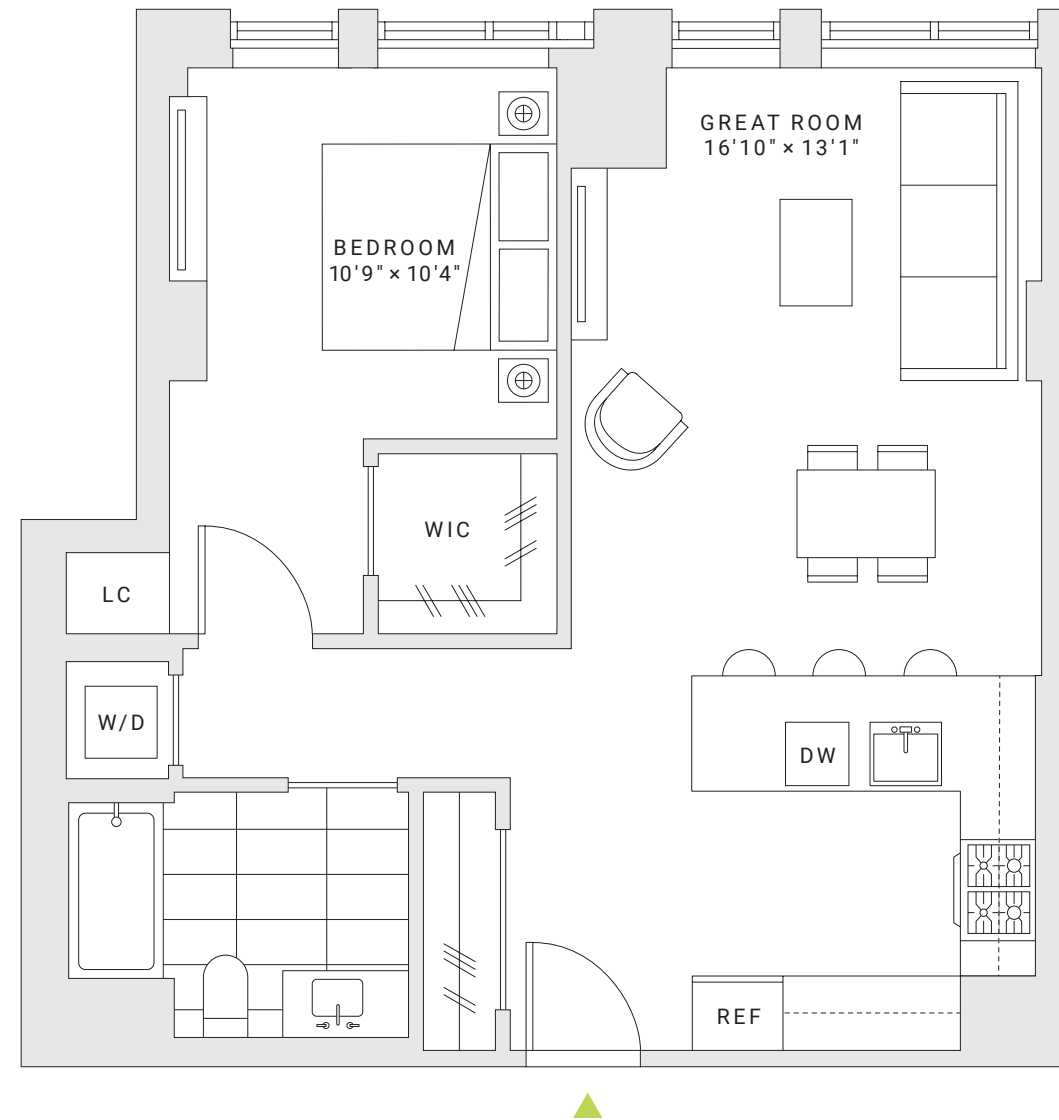 GREAT ROOM
16'10" × 13'1"
BEDROOM
10'9" × 10'4"
WIC
LC
W/D
DW
REF